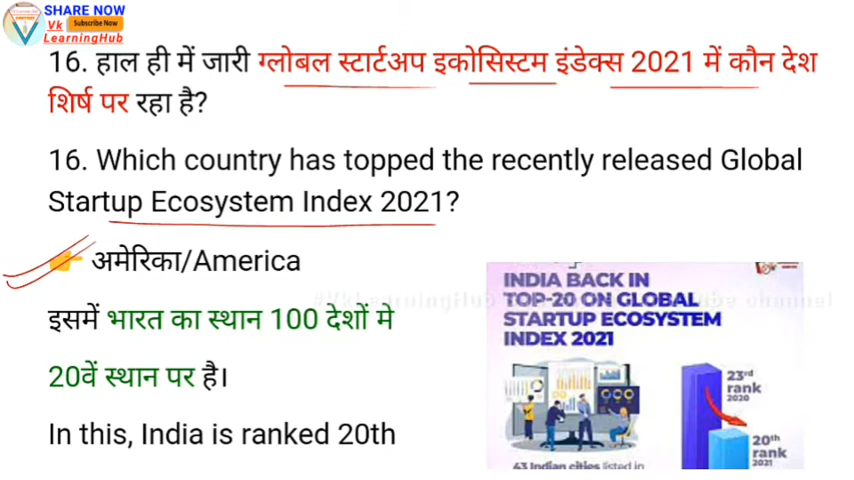 SHARE NOW
Vk
Subscribe Now
LearningHub
16. हाल ही में जारी ग्लोबल स्टार्टअप इकोसिस्टम इंडेक्स 2021 में कौन देश
शिर्ष पर रहा है?
16. Which country has topped the recently released Global
Startup Ecosystem Index 2021?
👉 अमेरिका/America
#VkLearningHub channel
इसमें भारत का स्थान 100 देशों मे
20वें स्थान पर है।
In this, India is ranked 20th
INDIA BACK IN
TOP-20 ON GLOBAL
STARTUP ECOSYSTEM
INDEX 2021
23rd
rank
2020
20th
rank
2021
43 Indian cities listed in